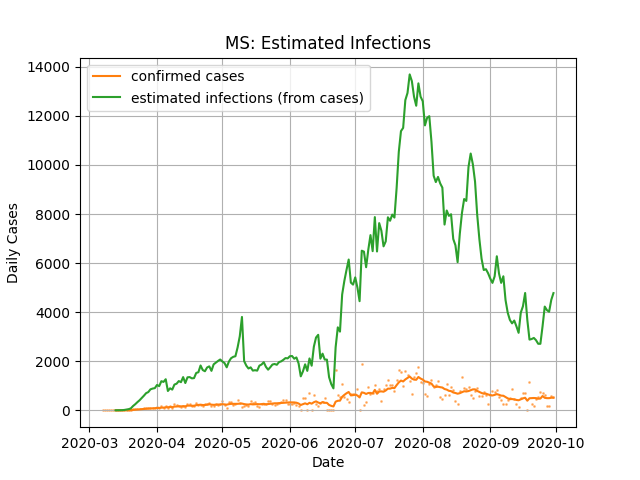 MS: Estimated Infections
confirmed cases
estimated infections (from cases)
Daily Cases
14000
12000
10000
8000
6000
4000
2000
0
2020-03 2020-04 2020-05 2020-06 2020-07 2020-08 2020-09 2020-10
Date